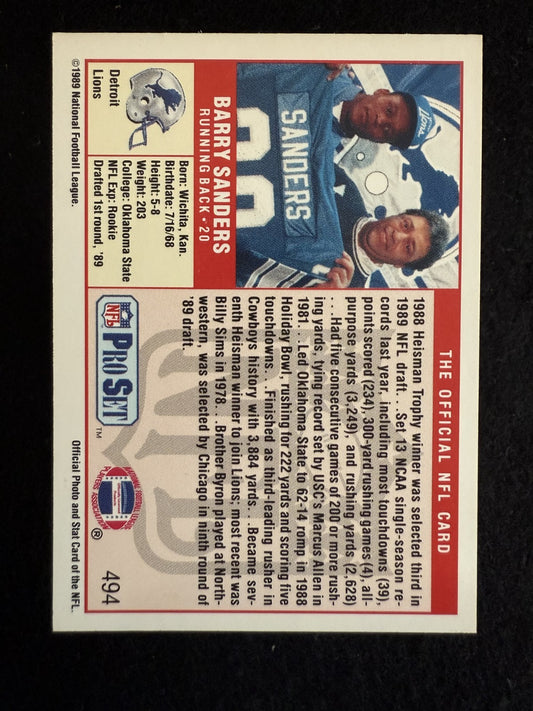 THE OFFICIAL NFL CARD
Lions
SANDERS
20
BARRY SANDERS
RUNNING BACK • 20
Detroit
Lions
Born: Wichita, Kan.
Birthdate: 7/16/68
Height: 5-8
Weight: 203
College: Oklahoma State
NFL Exp: Rookie
Drafted 1st round, '89
1988 Heisman Trophy winner was selected third in
1989 NFL draft. . .Set 13 NCAA single-season re-
cords last year, including most touchdowns (39),
points scored (234), 300-yard rushing games (4), all-
purpose yards (3,249), and rushing yards (2,628)
. . .Had five consecutive games of 200 or more rush-
ing yards, tying record set by USC's Marcus Allen in
1981. . .Led Oklahoma State to 62-14 romp in 1988
Holiday Bowl, rushing for 222 yards and scoring five
touchdowns. . .Finished as third-leading rusher in
Cowboys history with 3,884 yards. . .Became sev-
enth Heisman winner to join Lions; most recent was
Billy Sims in 1978. . .Brother Byron played at North-
western, was selected by Chicago in ninth round of
'89 draft.
NFL
PRO SET
TM
NATIONAL FOOTBALL LEAGUE
PLAYERS ASSOCIATION
®
494
©1989 National Football League.
Official Photo and Stat Card of the NFL.